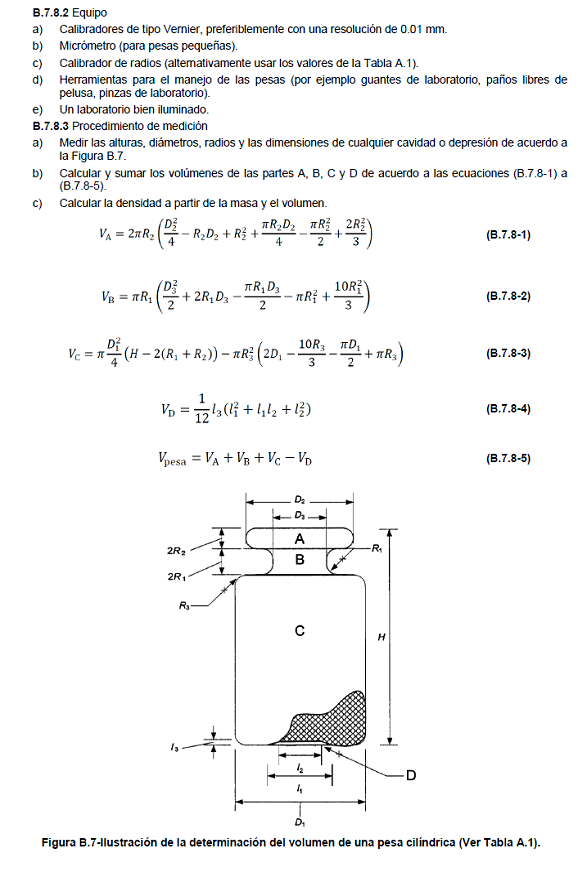 B.7.8.2 Equipo
a) Calibradores de tipo Vernier, preferiblemente con una resolución de 0.01 mm.
b) Micrómetro (para pesas pequeñas).
c) Calibrador de radios (alternativamente usar los valores de la Tabla A.1).
d) Herramientas para el manejo de las pesas (por ejemplo guantes de laboratorio, paños libres de
pelusa, pinzas de laboratorio).
e) Un laboratorio bien iluminado.
B.7.8.3 Procedimiento de medición
a) Medir las alturas, diámetros, radios y las dimensiones de cualquier cavidad o depresión de acuerdo a
la Figura B.7.
b) Calcular y sumar los volúmenes de las partes A, B, C y D de acuerdo a las ecuaciones (B.7.8-1) a
(B.7.8-5).
c) Calcular la densidad a partir de la masa y el volumen.
V_A = 2πR_2 (D_2^2/4 − R_2D_2 + R_2^2 + πR_2D_2/4 − πR_2^2/2 + 2R_2^2/3) (B.7.8-1)
V_B = πR_1 (D_3^2/2 + 2R_1D_3 − πR_1D_3/2 − πR_1^2 + 10R_1^2/3) (B.7.8-2)
V_C = π D_1^2/4 (H − 2(R_1 + R_2)) − πR_3^2 (2D_1 − 10R_3/3 − πD_1/2 + πR_3) (B.7.8-3)
V_D = 1/12 l_3(l_1^2 + l_1l_2 + l_2^2) (B.7.8-4)
V_pesa = V_A + V_B + V_C − V_D (B.7.8-5)
D₂
D₃
A
2R₂
B
R₁
2R₁
R₃
C
H
l₃
l₂
D
l₁
D₁
Figura B.7-Ilustración de la determinación del volumen de una pesa cilíndrica (Ver Tabla A.1).